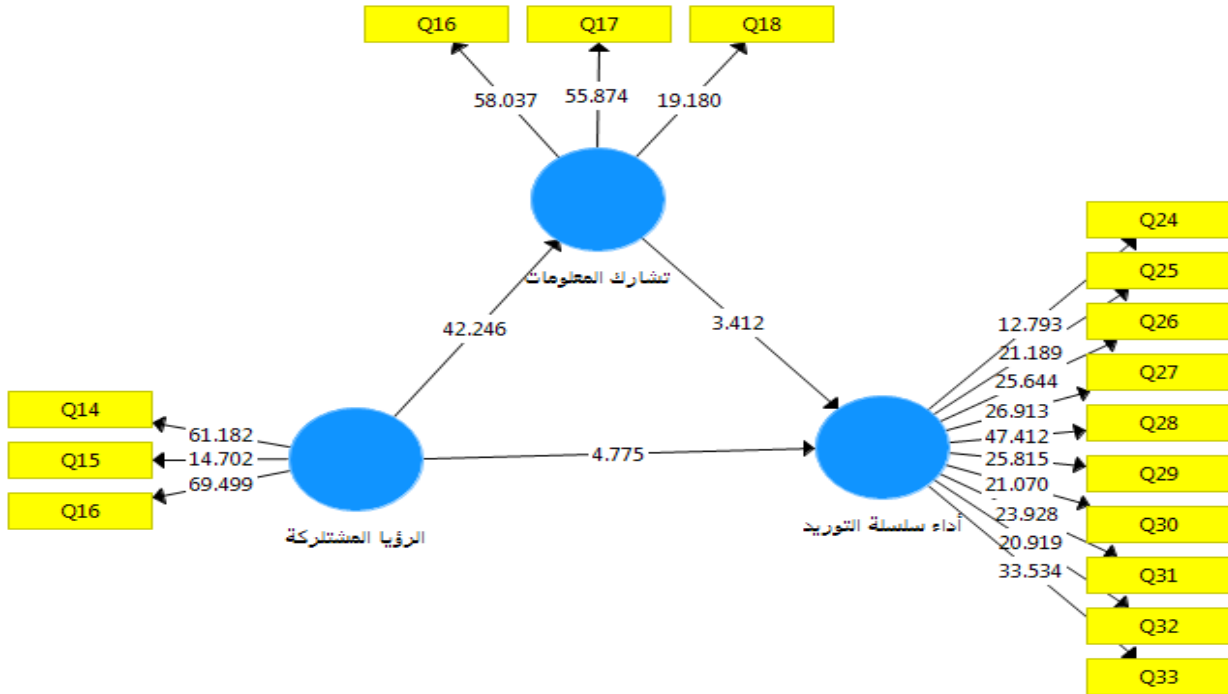 Q16
Q17
Q18
58.037
55.874
19.180
تشارك المعلومات
42.246
3.412
Q14
Q15
Q16
61.182
14.702
69.499
الرؤيا المشتلركة
4.775
أداء سلسلة التوريد
12.793
21.189
25.644
26.913
47.412
25.815
21.070
23.928
20.919
33.534
Q24
Q25
Q26
Q27
Q28
Q29
Q30
Q31
Q32
Q33